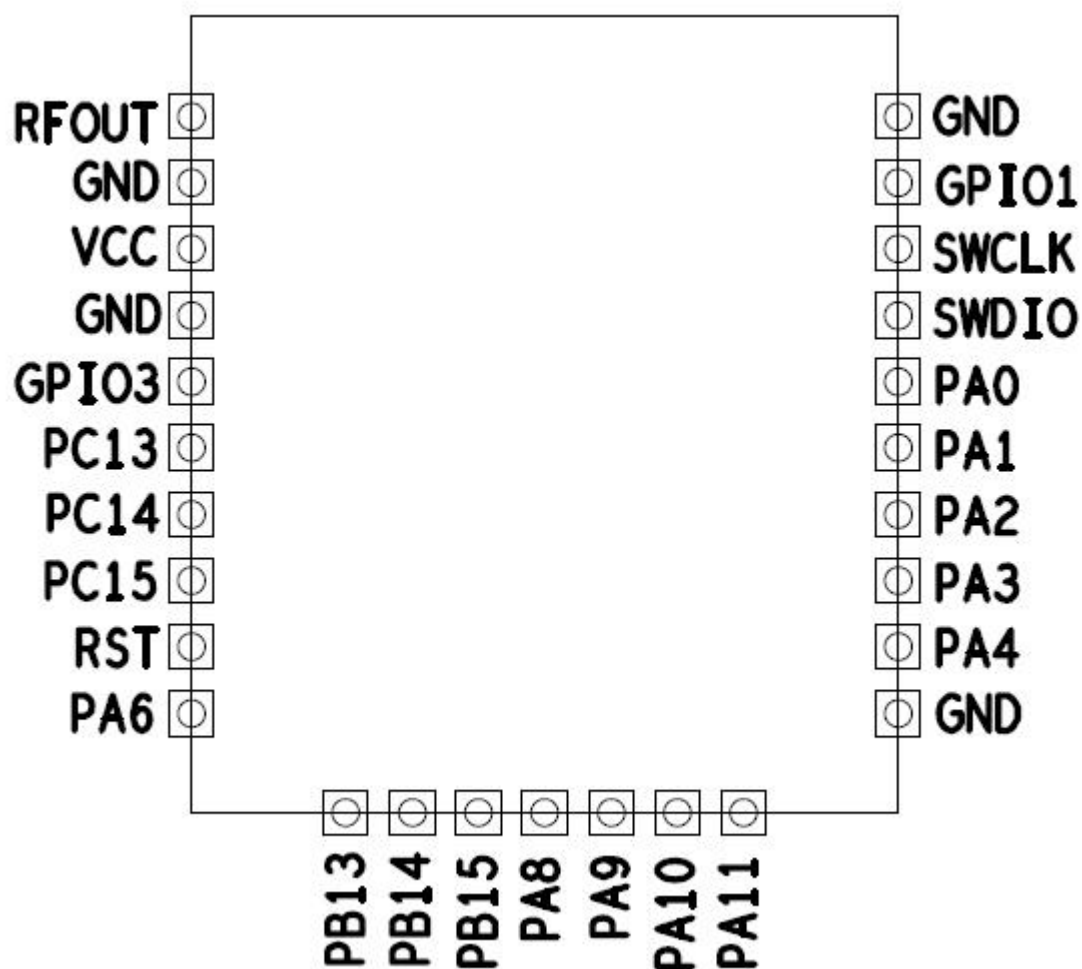 RFOUT
GND
VCC
GND
GPIO3
PC13
PC14
PC15
RST
PA6
PB13
PB14
PB15
PA8
PA9
PA10
PA11
GND
GPIO1
SWCLK
SWDIO
PA0
PA1
PA2
PA3
PA4
GND